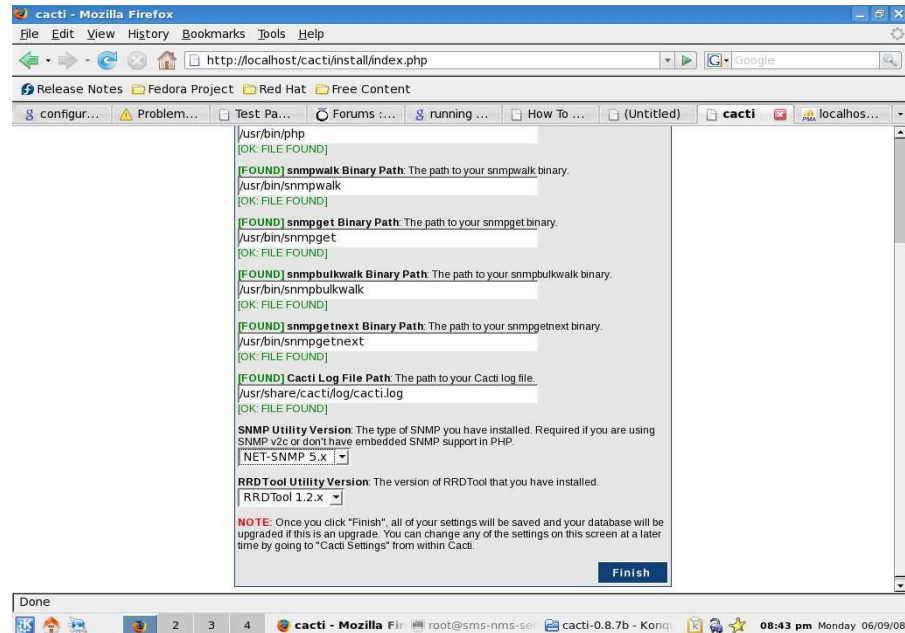 cacti - Mozilla Firefox
File Edit View History Bookmarks Tools Help
http://localhost/cacti/install/index.php
G Google
Release Notes Fedora Project Red Hat Free Content
configur... Problem... Test Pa... Forums :... running ... How To ... (Untitled) cacti localhos...
/usr/bin/php
[OK: FILE FOUND]
[FOUND] snmpwalk Binary Path: The path to your snmpwalk binary.
/usr/bin/snmpwalk
[OK: FILE FOUND]
[FOUND] snmpget Binary Path: The path to your snmpget binary.
/usr/bin/snmpget
[OK: FILE FOUND]
[FOUND] snmpbulkwalk Binary Path: The path to your snmpbulkwalk binary.
/usr/bin/snmpbulkwalk
[OK: FILE FOUND]
[FOUND] snmpgetnext Binary Path: The path to your snmpgetnext binary.
/usr/bin/snmpgetnext
[OK: FILE FOUND]
[FOUND] Cacti Log File Path: The path to your Cacti log file.
/usr/share/cacti/log/cacti.log
[OK: FILE FOUND]
SNMP Utility Version: The type of SNMP you have installed. Required if you are using
SNMP v2c or don't have embedded SNMP support in PHP.
NET-SNMP 5.x
RRDTool Utility Version: The version of RRDTool that you have installed.
RRDTool 1.2.x
NOTE: Once you click "Finish", all of your settings will be saved and your database will be
upgraded if this is an upgrade. You can change any of the settings on this screen at a later
time by going to "Cacti Settings" from within Cacti.
Finish
Done
2 3 4 cacti - Mozilla Fir root@sms-nms-ser cacti-0.8.7b - Konq 08:43 pm Monday 06/09/08